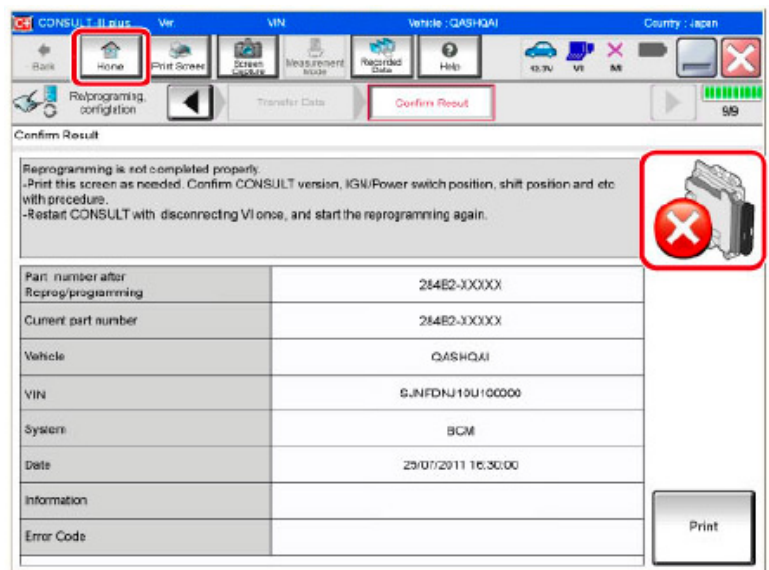 CONSULT-III plus Ver. VIN: Vehicle : QASHQAI Country : Japan
Back Home Print Screen Screen Capture Measurement Mode Recorded Data Help 12.3V VI MI
Re/programing, configlation Transfer Data Confirm Result 9/9
Confirm Result
Reprogramming is not completed properly.
-Print this screen as needed. Confirm CONSULT version, IGN/Power switch position, shift position and etc
with procedure.
-Restart CONSULT with disconnecting VI once, and start the reprogramming again.
Part number after
Reprog/programming
284B2-XXXXX
Current part number 284B2-XXXXX
Vehicle QASHQAI
VIN SJNFDNJ10U100000
System BCM
Date 29/07/2011 16:30:00
Information
Error Code
Print